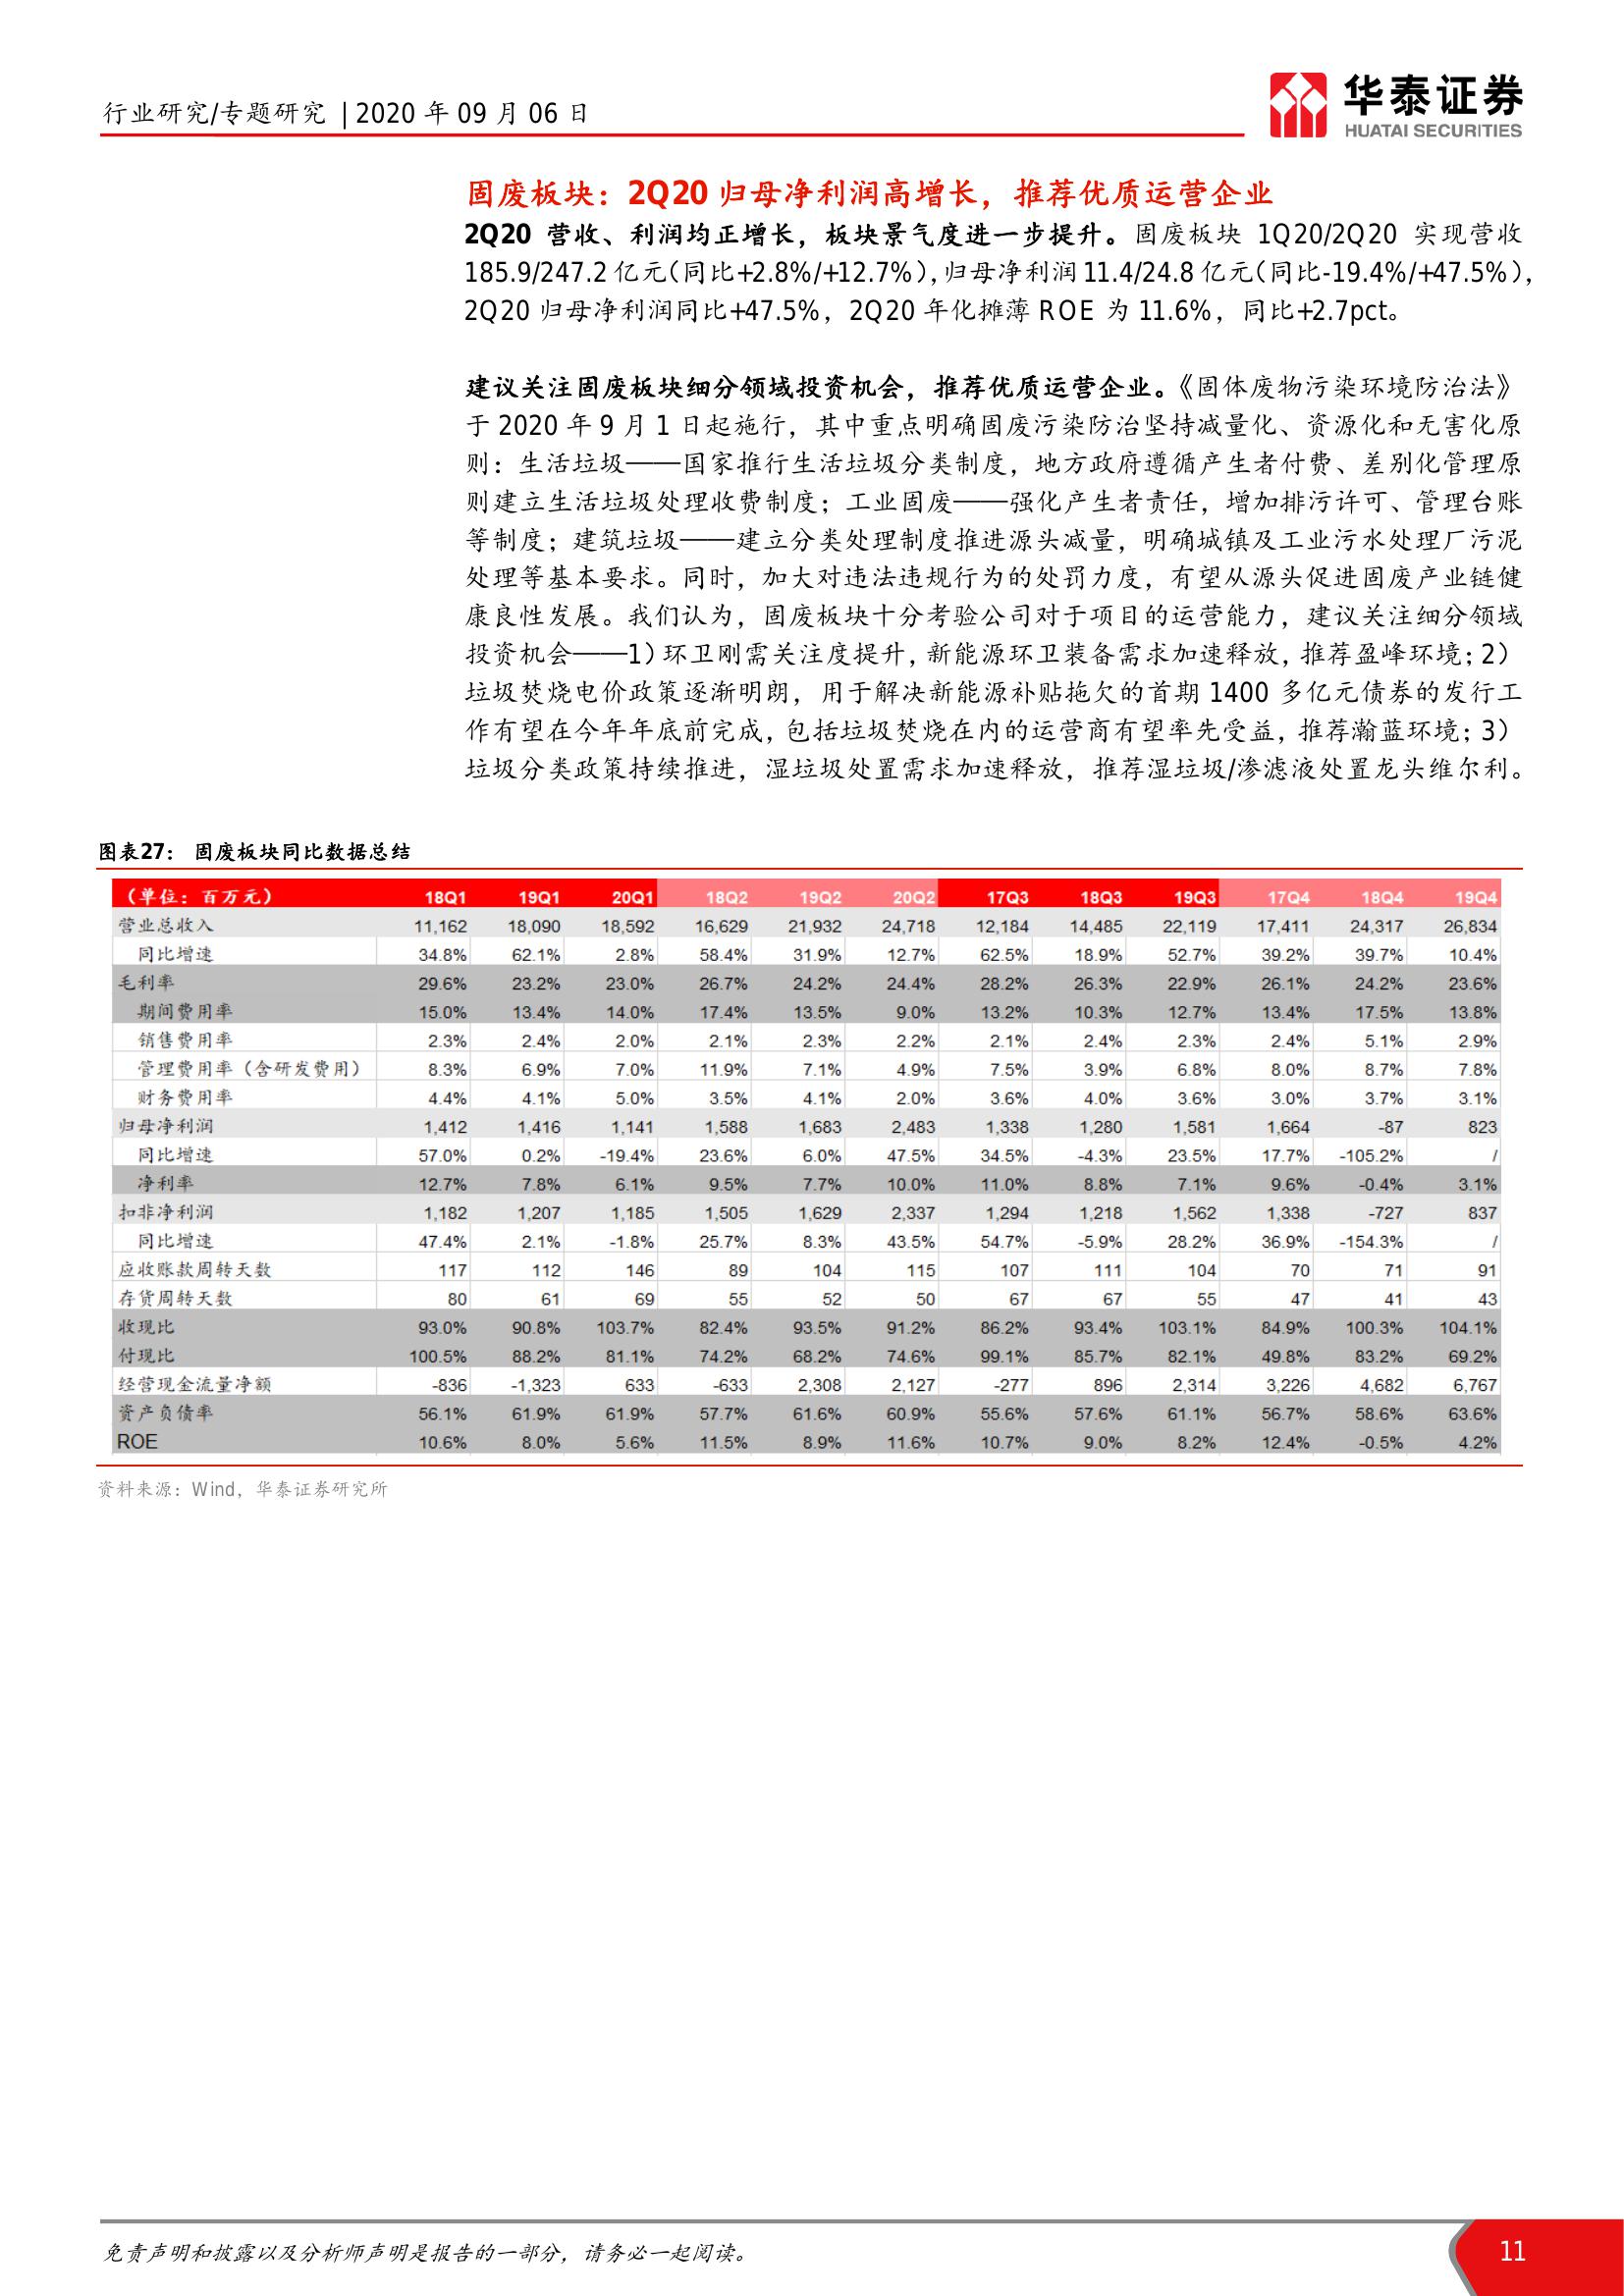 行业研究/专题研究 | 2020 年 09 月 06 日
华泰证券
HUATAI SECURITIES
固废板块：2Q20 归母净利润高增长，推荐优质运营企业
2Q20 营收、利润均正增长，板块景气度进一步提升。固废板块 1Q20/2Q20 实现营收
185.9/247.2 亿元（同比+2.8%/+12.7%），归母净利润 11.4/24.8 亿元（同比-19.4%/+47.5%），
2Q20 归母净利润同比+47.5%，2Q20 年化摊薄 ROE 为 11.6%，同比+2.7pct。
建议关注固废板块细分领域投资机会，推荐优质运营企业。《固体废物污染环境防治法》
于 2020 年 9 月 1 日起施行，其中重点明确固废污染防治坚持减量化、资源化和无害化原
则：生活垃圾——国家推行生活垃圾分类制度，地方政府遵循产生者付费、差别化管理原
则建立生活垃圾处理收费制度；工业固废——强化产生者责任，增加排污许可、管理台账
等制度；建筑垃圾——建立分类处理制度推进源头减量，明确城镇及工业污水处理厂污泥
处理等基本要求。同时，加大对违法违规行为的处罚力度，有望从源头促进固废产业链健
康良性发展。我们认为，固废板块十分考验公司对于项目的运营能力，建议关注细分领域
投资机会——1）环卫刚需关注度提升，新能源环卫装备需求加速释放，推荐盈峰环境；2）
垃圾焚烧电价政策逐渐明朗，用于解决新能源补贴拖欠的首期 1400 多亿元债券的发行工
作有望在今年年底前完成，包括垃圾焚烧在内的运营商有望率先受益，推荐瀚蓝环境；3）
垃圾分类政策持续推进，湿垃圾处置需求加速释放，推荐湿垃圾/渗滤液处置龙头维尔利。
图表27： 固废板块同比数据总结
（单位：百万元） 18Q1 19Q1 20Q1 18Q2 19Q2 20Q2 17Q3 18Q3 19Q3 17Q4 18Q4 19Q4
营业总收入 11,162 18,090 18,592 16,629 21,932 24,718 12,184 14,485 22,119 17,411 24,317 26,834
同比增速 34.8% 62.1% 2.8% 58.4% 31.9% 12.7% 62.5% 18.9% 52.7% 39.2% 39.7% 10.4%
毛利率 29.6% 23.2% 23.0% 26.7% 24.2% 24.4% 28.2% 26.3% 22.9% 26.1% 24.2% 23.6%
期间费用率 15.0% 13.4% 14.0% 17.4% 13.5% 9.0% 13.2% 10.3% 12.7% 13.4% 17.5% 13.8%
销售费用率 2.3% 2.4% 2.0% 2.1% 2.3% 2.2% 2.1% 2.4% 2.3% 2.4% 5.1% 2.9%
管理费用率（含研发费用） 8.3% 6.9% 7.0% 11.9% 7.1% 4.9% 7.5% 3.9% 6.8% 8.0% 8.7% 7.8%
财务费用率 4.4% 4.1% 5.0% 3.5% 4.1% 2.0% 3.6% 4.0% 3.6% 3.0% 3.7% 3.1%
归母净利润 1,412 1,416 1,141 1,588 1,683 2,483 1,338 1,280 1,581 1,664 -87 823
同比增速 57.0% 0.2% -19.4% 23.6% 6.0% 47.5% 34.5% -4.3% 23.5% 17.7% -105.2% /
净利率 12.7% 7.8% 6.1% 9.5% 7.7% 10.0% 11.0% 8.8% 7.1% 9.6% -0.4% 3.1%
扣非净利润 1,182 1,207 1,185 1,505 1,629 2,337 1,294 1,218 1,562 1,338 -727 837
同比增速 47.4% 2.1% -1.8% 25.7% 8.3% 43.5% 54.7% -5.9% 28.2% 36.9% -154.3% /
应收账款周转天数 117 112 146 89 104 115 107 111 104 70 71 91
存货周转天数 80 61 69 55 52 50 67 67 55 47 41 43
收现比 93.0% 90.8% 103.7% 82.4% 93.5% 91.2% 86.2% 93.4% 103.1% 84.9% 100.3% 104.1%
付现比 100.5% 88.2% 81.1% 74.2% 68.2% 74.6% 99.1% 85.7% 82.1% 49.8% 83.2% 69.2%
经营现金流量净额 -836 -1,323 633 -633 2,308 2,127 -277 896 2,314 3,226 4,682 6,767
资产负债率 56.1% 61.9% 61.9% 57.7% 61.6% 60.9% 55.6% 57.6% 61.1% 56.7% 58.6% 63.6%
ROE 10.6% 8.0% 5.6% 11.5% 8.9% 11.6% 10.7% 9.0% 8.2% 12.4% -0.5% 4.2%
资料来源：Wind，华泰证券研究所
免责声明和披露以及分析师声明是报告的一部分，请务必一起阅读。
11